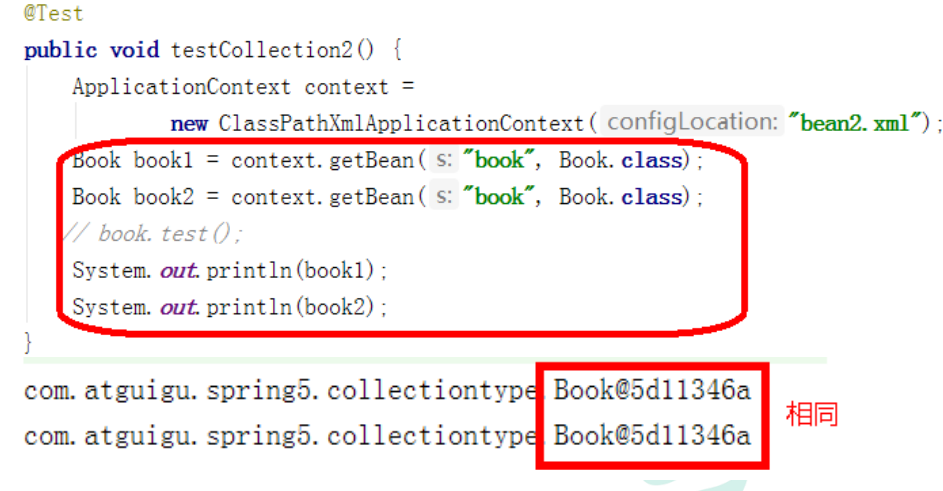 @Test
public void testCollection2() {
ApplicationContext context =
new ClassPathXmlApplicationContext( configLocation: "bean2.xml");
Book book1 = context.getBean( s: "book", Book.class);
Book book2 = context.getBean( s: "book", Book.class);
// book.test();
System.out.println(book1);
System.out.println(book2);
}
com.atguigu.spring5.collectiontype.Book@5d11346a
com.atguigu.spring5.collectiontype.Book@5d11346a
相同